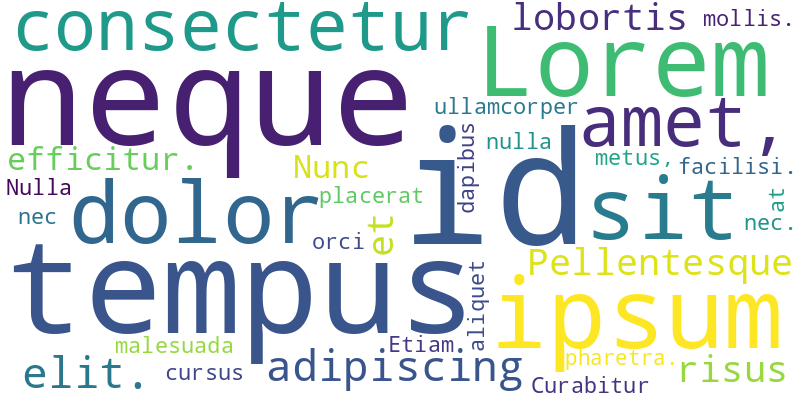 consectetur
lobortis
mollis.
neque
Lorem
ullamcorper
amet,
efficitur.
Nunc
dapibus
nulla
metus,
facilisi.
Nulla
dolor
placerat
id
sit
at
nec
orci
et
nec.
tempus
aliquet
Pellentesque
ipsum
malesuada
Etiam
elit.
cursus
adipiscing
pharetra.
risus
Curabitur